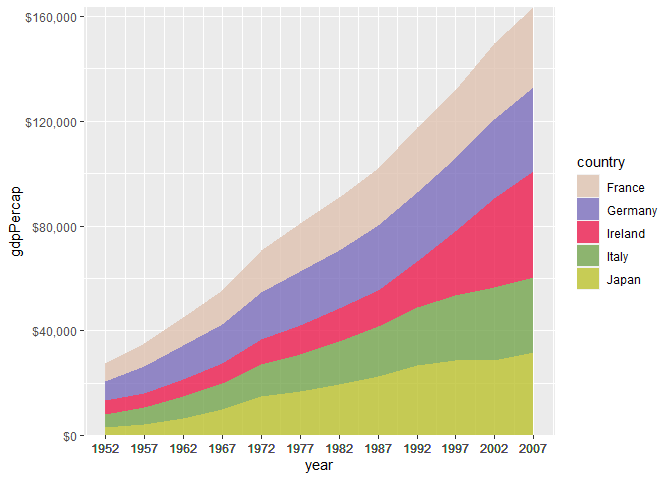 $160,000
$120,000
$80,000
$40,000
$0
gdpPercap
1952 1957 1962 1967 1972 1977 1982 1987 1992 1997 2002 2007
year
country
France
Germany
Ireland
Italy
Japan